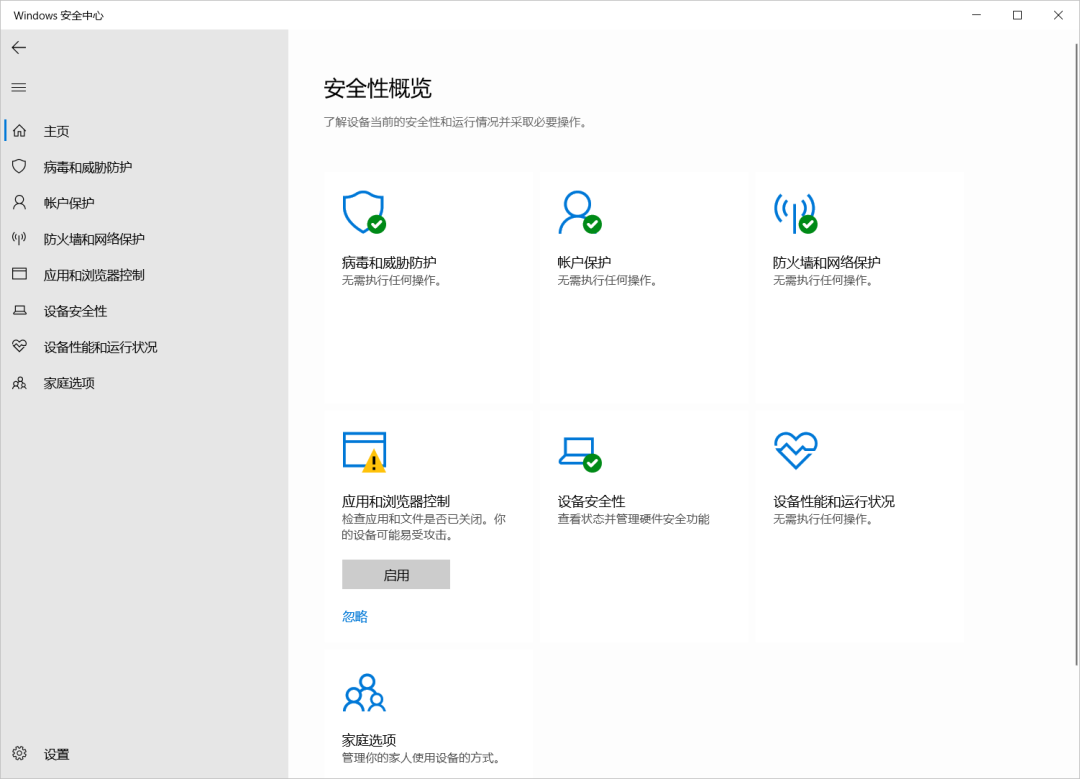 Windows 安全中心
主页
病毒和威胁防护
帐户保护
防火墙和网络保护
应用和浏览器控制
设备安全性
设备性能和运行状况
家庭选项
设置
安全性概览
了解设备当前的安全性和运行情况并采取必要操作。
病毒和威胁防护
无需执行任何操作。
帐户保护
无需执行任何操作。
防火墙和网络保护
无需执行任何操作。
应用和浏览器控制
检查应用和文件是否已关闭。你
的设备可能易受攻击。
启用
忽略
设备安全性
查看状态并管理硬件安全功能
设备性能和运行状况
无需执行任何操作。
家庭选项
管理你的家人使用设备的方式。